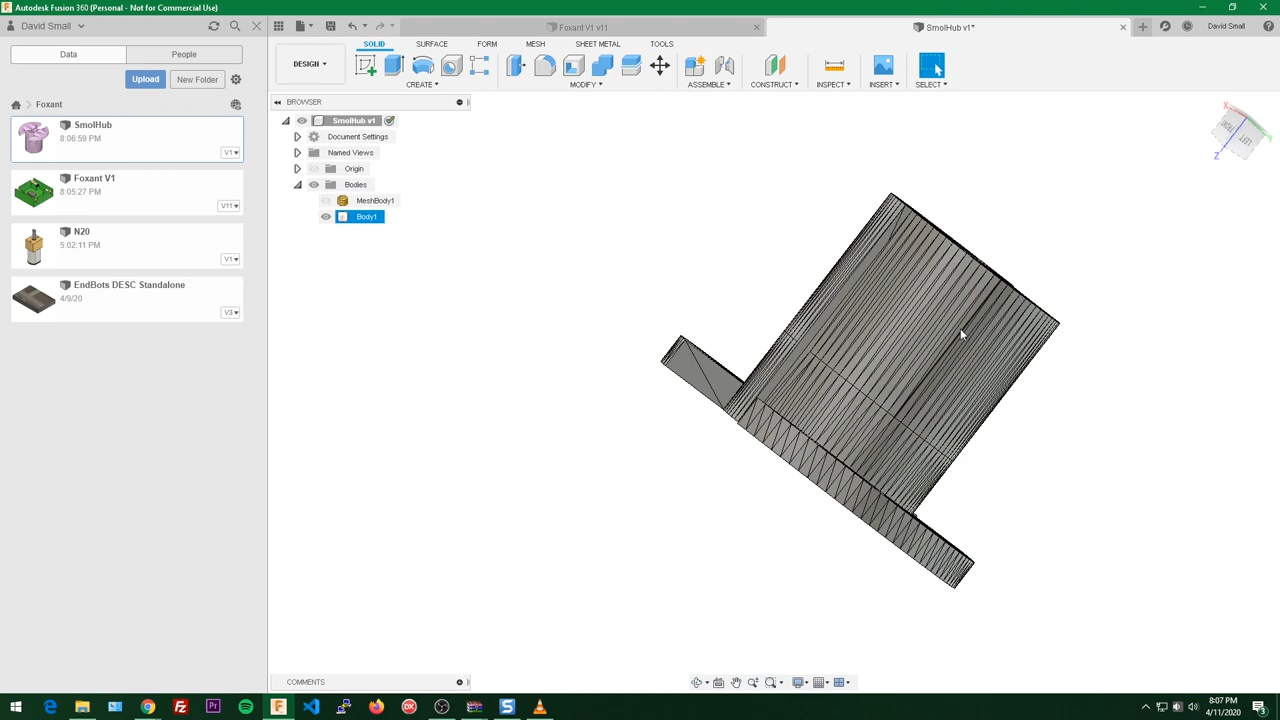 Autodesk Fusion 360 (Personal - Not for Commercial Use)
David Small
Foxant V1 v11
SmolHub v1*
David Small
Data
People
Upload
New Folder
Foxant
SmolHub
8:06:59 PM
V1
Foxant V1
8:05:27 PM
V11
N20
5:02:11 PM
V1
EndBots DESC Standalone
4/9/20
V3
SOLID
SURFACE
FORM
MESH
SHEET METAL
TOOLS
DESIGN
CREATE
MODIFY
ASSEMBLE
CONSTRUCT
INSPECT
INSERT
SELECT
BROWSER
SmolHub v1
Document Settings
Named Views
Origin
Bodies
MeshBody1
Body1
X
Y
Z
LEFT
COMMENTS
8:07 PM
4/11/2020
3